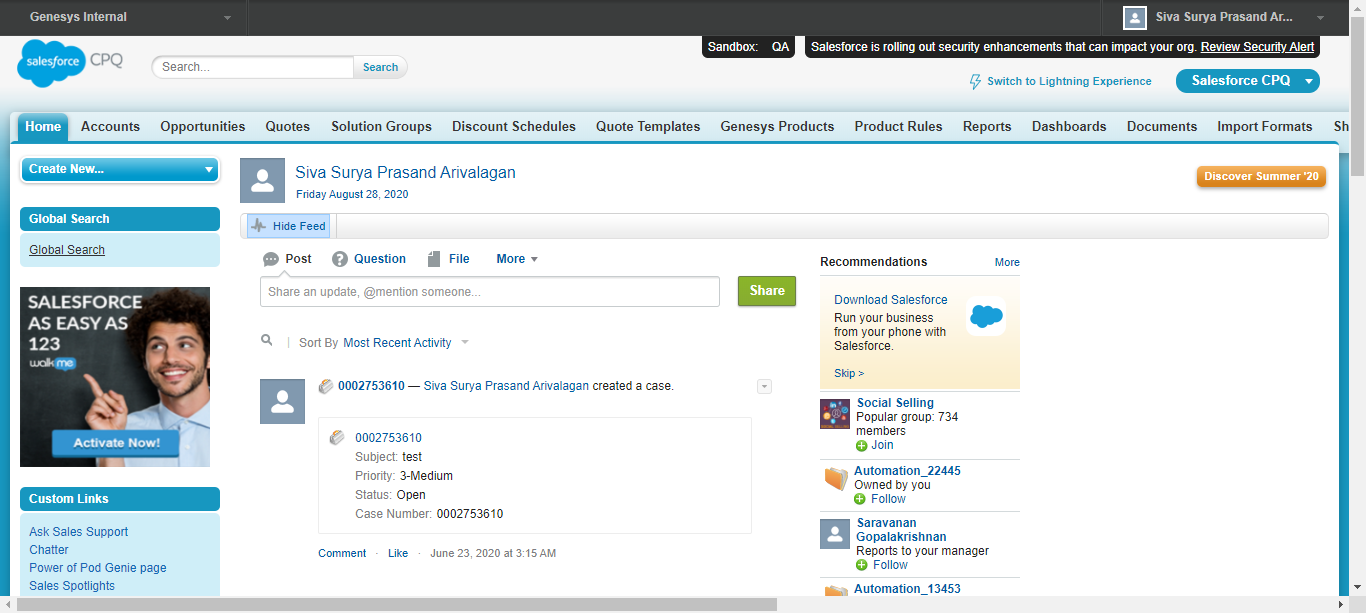 Genesys Internal
Siva Surya Prasand Ar...
salesforce CPQ
Search...
Search
Sandbox: QA
Salesforce is rolling out security enhancements that can impact your org. Review Security Alert
Switch to Lightning Experience
Salesforce CPQ
Home Accounts Opportunities Quotes Solution Groups Discount Schedules Quote Templates Genesys Products Product Rules Reports Dashboards Documents Import Formats Sh
Create New...
Global Search
Global Search
SALESFORCE
AS EASY AS
123
walkme
Activate Now!
Custom Links
Ask Sales Support
Chatter
Power of Pod Genie page
Sales Spotlights
Siva Surya Prasand Arivalagan
Friday August 28, 2020
Discover Summer '20
Hide Feed
Post Question File More
Share an update, @mention someone...
Share
Sort By Most Recent Activity
0002753610 — Siva Surya Prasand Arivalagan created a case.
0002753610
Subject: test
Priority: 3-Medium
Status: Open
Case Number: 0002753610
Comment · Like · June 23, 2020 at 3:15 AM
Recommendations More
Download Salesforce
Run your business
from your phone with
Salesforce.
Skip >
Social Selling
Popular group: 734
members
Join
Automation_22445
Owned by you
Follow
Saravanan
Gopalakrishnan
Reports to your manager
Follow
Automation_13453